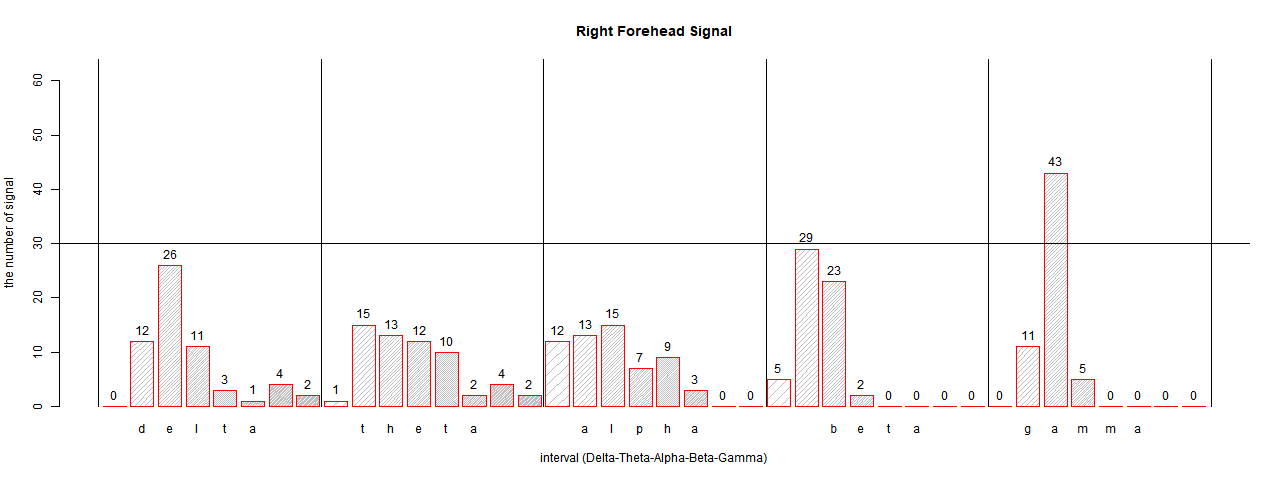 Right Forehead Signal
the number of signal
60
50
40
30
20
10
0
0 12 26 11 3 1 4 2 1 15 13 12 10 2 4 2 12 13 15 7 9 3 0 0 5 29 23 2 0 0 0 0 0 11 43 5 0 0 0 0
d e l t a t h e t a a l p h a b e t a g a m m a
interval (Delta-Theta-Alpha-Beta-Gamma)